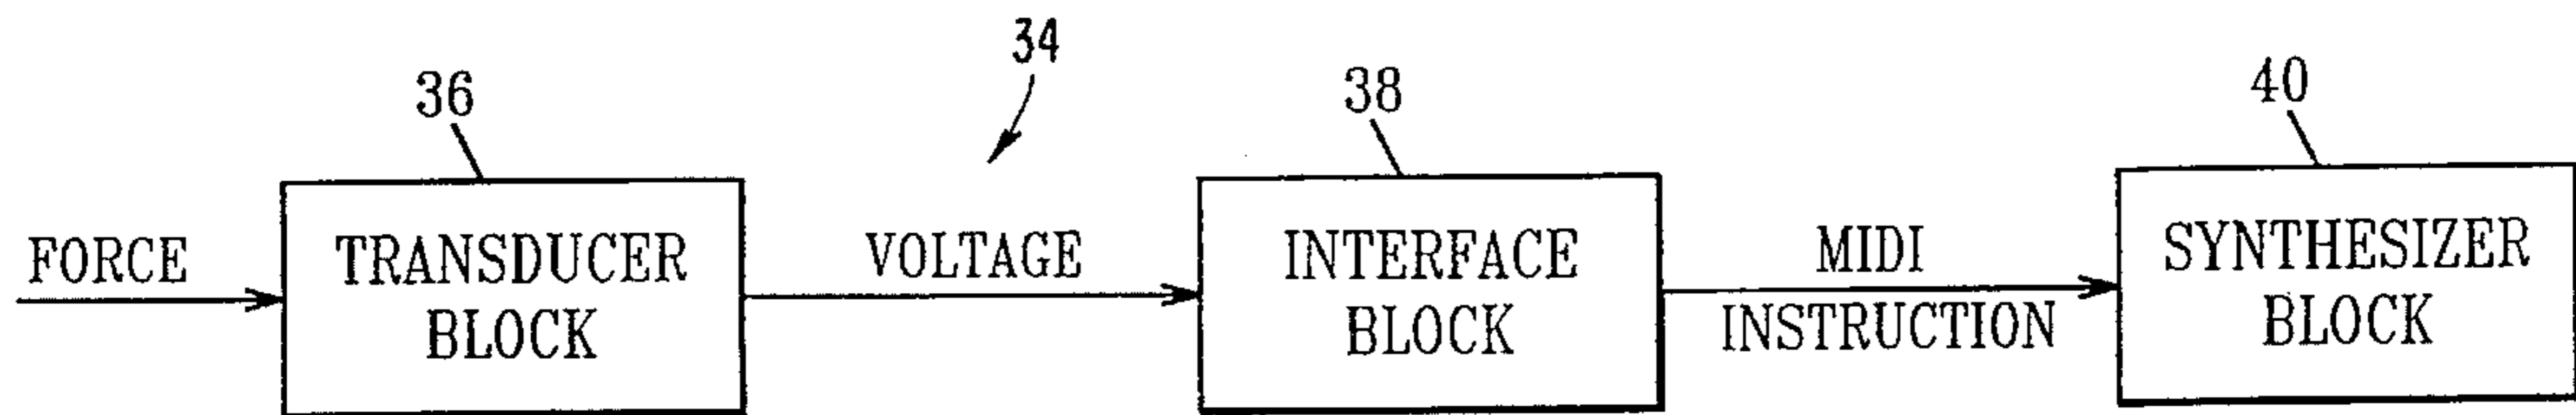 34
36
38
40
FORCE
TRANSDUCER
BLOCK
VOLTAGE
INTERFACE
BLOCK
MIDI
INSTRUCTION
SYNTHESIZER
BLOCK